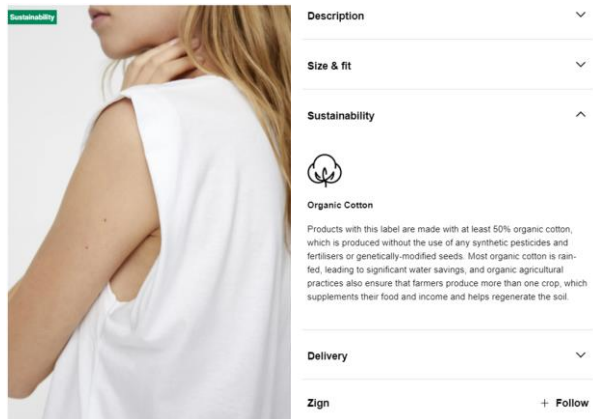 Sustainability
Description
Size & fit
Sustainability
Organic Cotton
Products with this label are made with at least 50% organic cotton,
which is produced without the use of any synthetic pesticides and
fertilisers or genetically-modified seeds. Most organic cotton is rain-
fed, leading to significant water savings, and organic agricultural
practices also ensure that farmers produce more than one crop, which
supplements their food and income and helps regenerate the soil.
Delivery
Zign
+ Follow